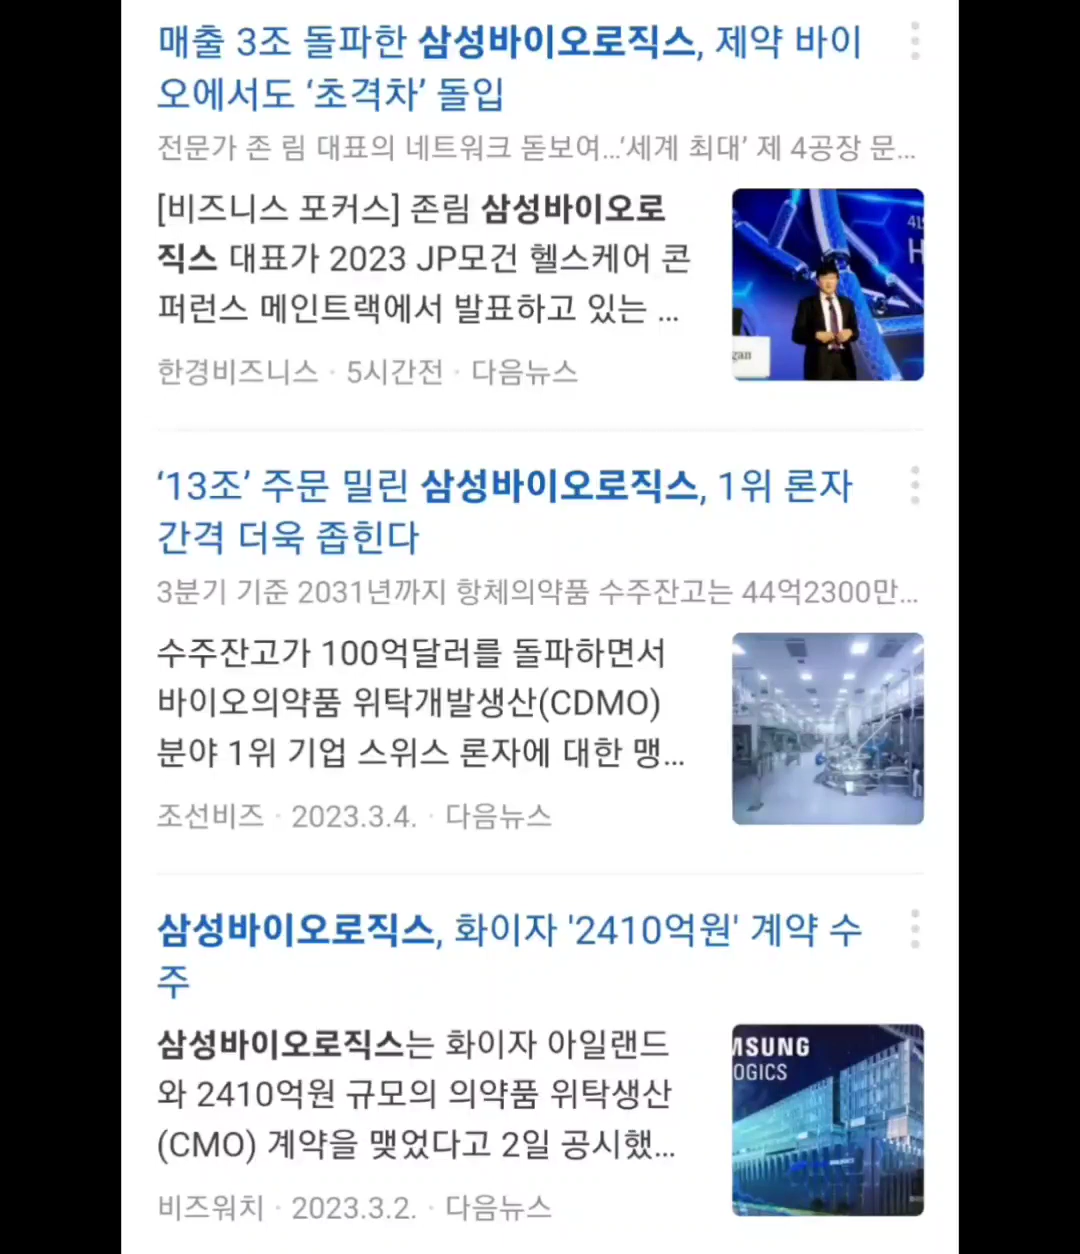 매출 3조 돌파한 삼성바이오로직스, 제약 바이
오에서도 ‘초격차’ 돌입
전문가 존 림 대표의 네트워크 돋보여…‘세계 최대’ 제 4공장 문...
[비즈니스 포커스] 존림 삼성바이오로
직스 대표가 2023 JP모건 헬스케어 콘
퍼런스 메인트랙에서 발표하고 있는 ...
41s
H
gan
한경비즈니스 · 5시간전 · 다음뉴스
‘13조’ 주문 밀린 삼성바이오로직스, 1위 론자
간격 더욱 좁힌다
3분기 기준 2031년까지 항체의약품 수주잔고는 44억2300만...
수주잔고가 100억달러를 돌파하면서
바이오의약품 위탁개발생산(CDMO)
분야 1위 기업 스위스 론자에 대한 맹...
조선비즈 · 2023.3.4. · 다음뉴스
삼성바이오로직스, 화이자 '2410억원' 계약 수
주
삼성바이오로직스는 화이자 아일랜드
와 2410억원 규모의 의약품 위탁생산
(CMO) 계약을 맺었다고 2일 공시했...
MSUNG
OGICS
비즈워치 · 2023.3.2. · 다음뉴스